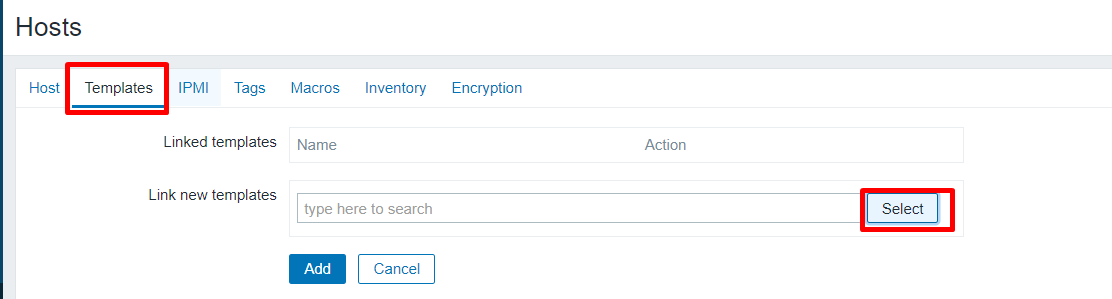 Hosts
Host Templates IPMI Tags Macros Inventory Encryption
Linked templates Name Action
Link new templates type here to search Select
Add Cancel